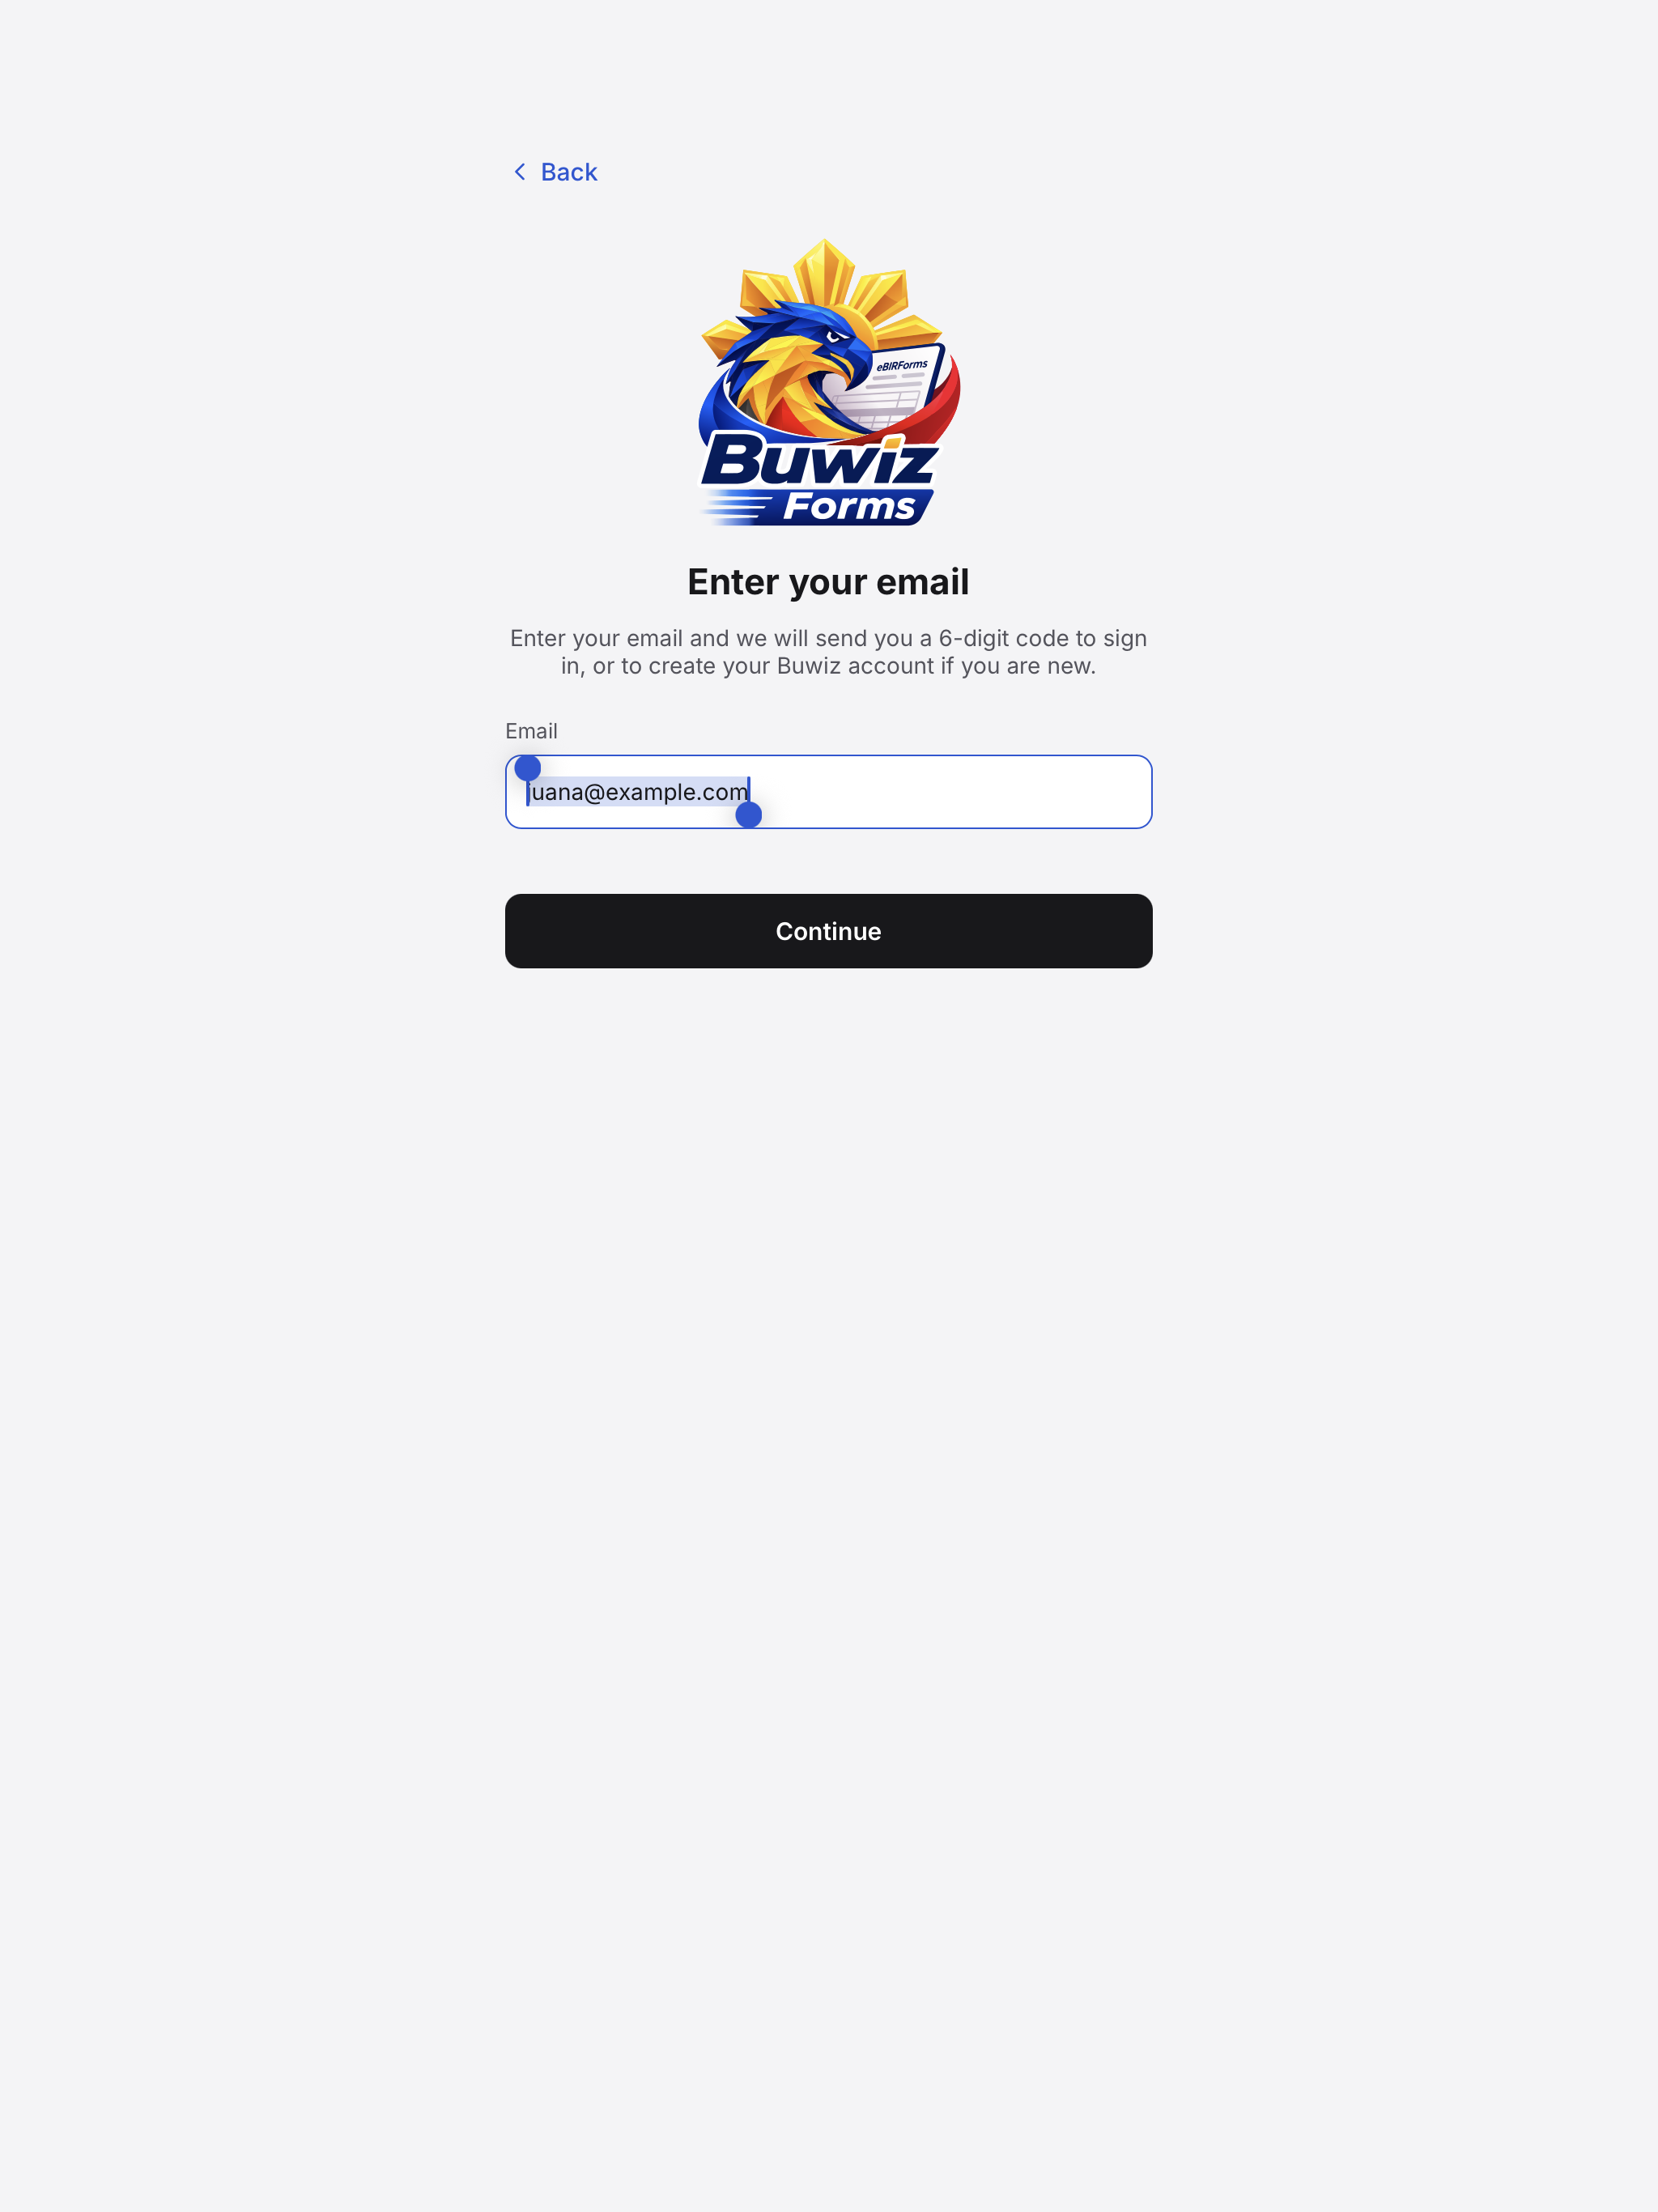 Back
eBIRForms
Buwiz
Forms
Enter your email
Enter your email and we will send you a 6-digit code to sign
in, or to create your Buwiz account if you are new.
Email
juana@example.com
Continue